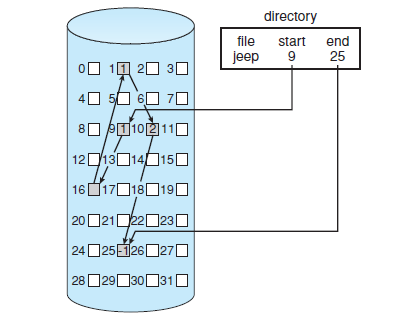 directory
file start end
jeep 9 25
0 1 1 2 3
4 5 6 7
8 9 1 10 2 11
12 13 14 15
16 17 18 19
20 21 22 23
24 25 -1 26 27
28 29 30 31